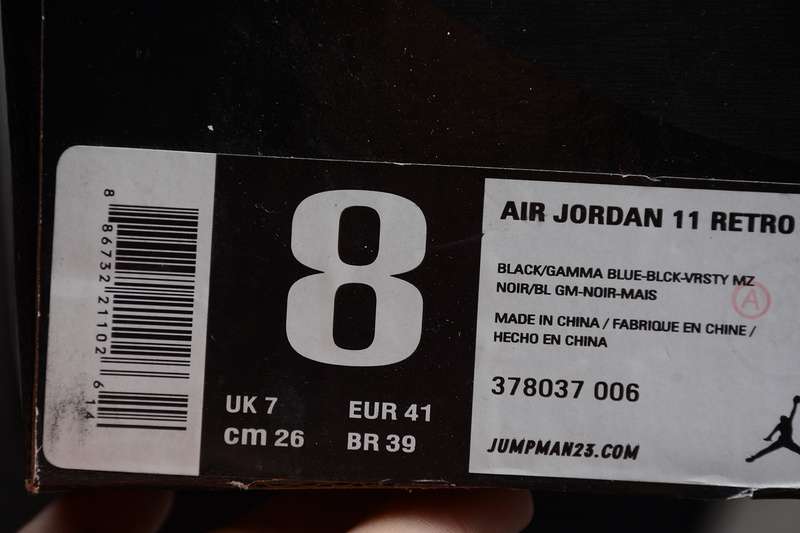 8 86732 21102 6 14
8
UK 7
EUR 41
cm 26
BR 39
AIR JORDAN 11 RETRO
BLACK/GAMMA BLUE-BLCK-VRSTY MZ
NOIR/BL GM-NOIR-MAIS
A
MADE IN CHINA / FABRIQUE EN CHINE /
HECHO EN CHINA
378037 006
JUMPMAN23.COM